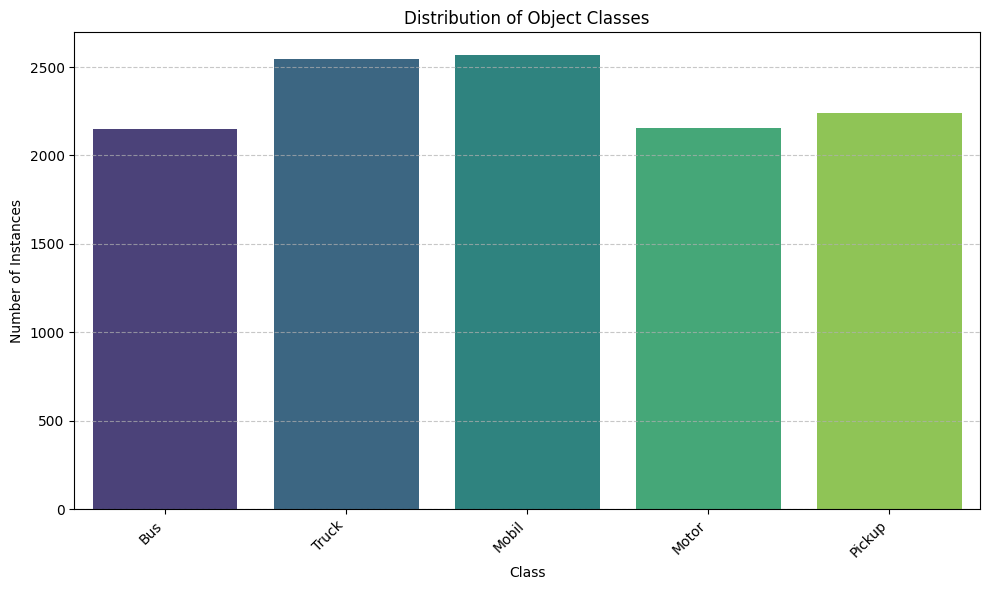 Distribution of Object Classes
Number of Instances
2500
2000
1500
1000
500
0
Bus
Truck
Mobil
Motor
Pickup
Class